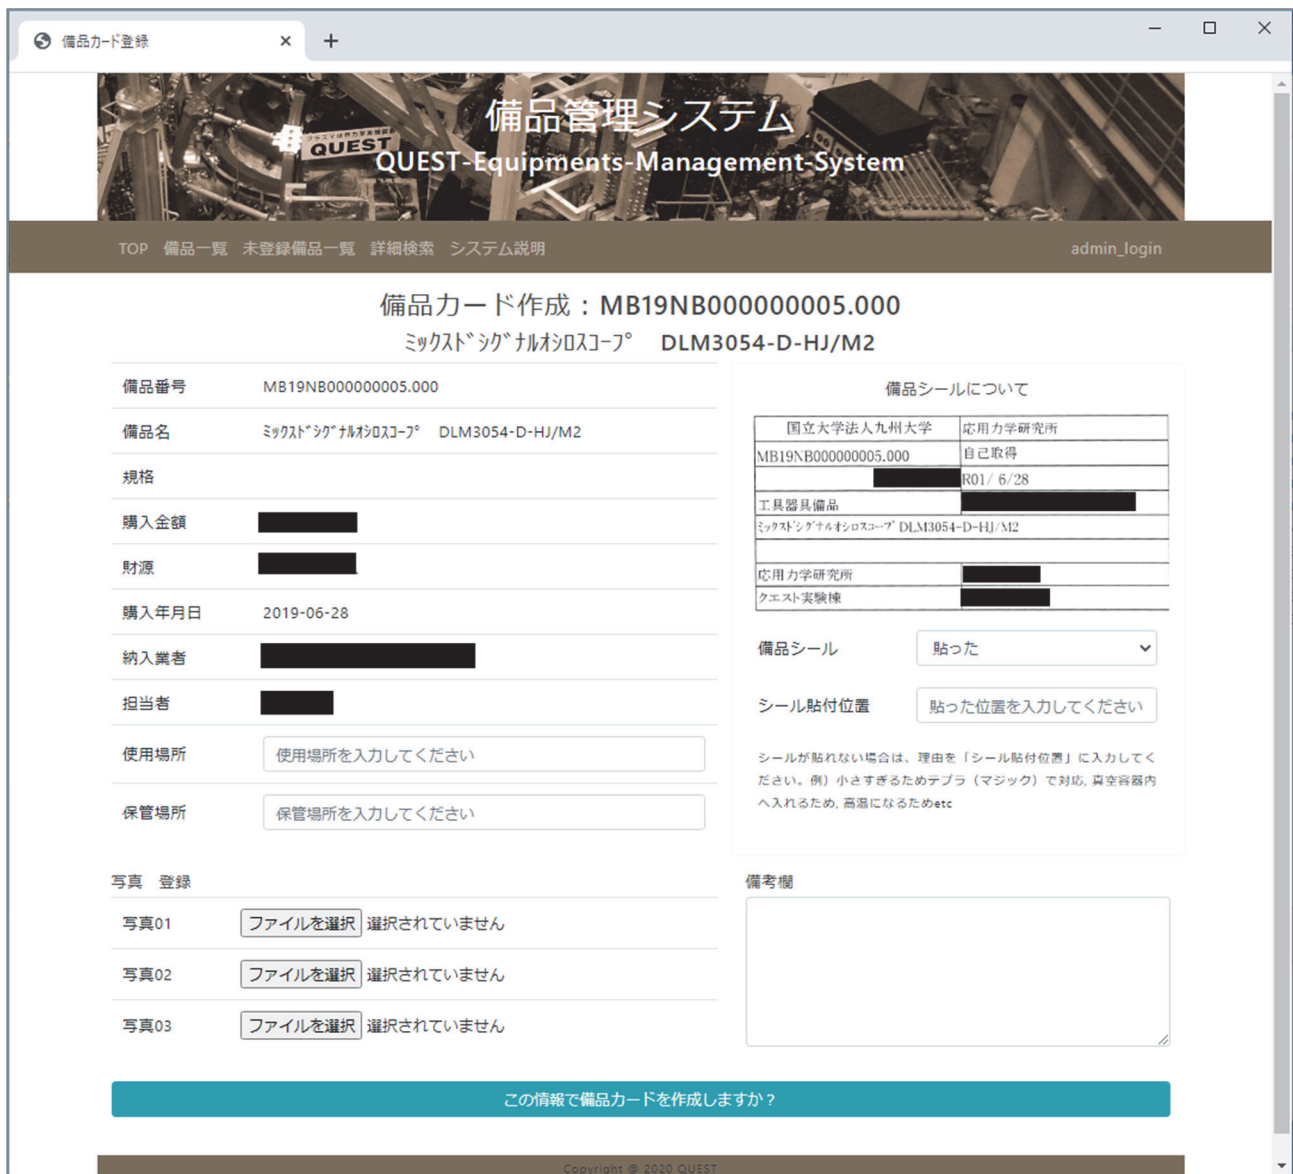 備品カード登録
備品管理システム
QUEST
QUEST-Equipments-Management-System
TOP 備品一覧 未登録備品一覧 詳細検索 システム説明 admin_login
備品カード作成：MB19NB000000005.000
ﾐｯｸｽﾄﾞｼｸﾞﾅﾙｵｼﾛｽｺｰﾌﾟ DLM3054-D-HJ/M2
備品番号 MB19NB000000005.000
備品名 ﾐｯｸｽﾄﾞｼｸﾞﾅﾙｵｼﾛｽｺｰﾌﾟ DLM3054-D-HJ/M2
規格
購入金額
財源
購入年月日 2019-06-28
納入業者
担当者
使用場所 使用場所を入力してください
保管場所 保管場所を入力してください
備品シールについて
国立大学法人九州大学 応用力学研究所
MB19NB000000005.000 自己取得
R01/ 6/28
工具器具備品
ﾐｯｸｽﾄﾞｼｸﾞﾅﾙｵｼﾛｽｺｰﾌﾟ DLM3054-D-HJ/M2
応用力学研究所
クエスト実験棟
備品シール 貼った
シール貼付位置 貼った位置を入力してください
シールが貼れない場合は、理由を「シール貼付位置」に入力してく
ださい。例）小さすぎるためテプラ（マジック）で対応, 真空容器内
へ入れるため, 高温になるためetc
写真 登録
写真01 ファイルを選択 選択されていません
写真02 ファイルを選択 選択されていません
写真03 ファイルを選択 選択されていません
備考欄
この情報で備品カードを作成しますか？
Copyright @ 2020 QUEST